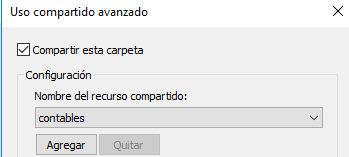 Uso compartido avanzado
Compartir esta carpeta
Configuración
Nombre del recurso compartido:
contables
Agregar Quitar